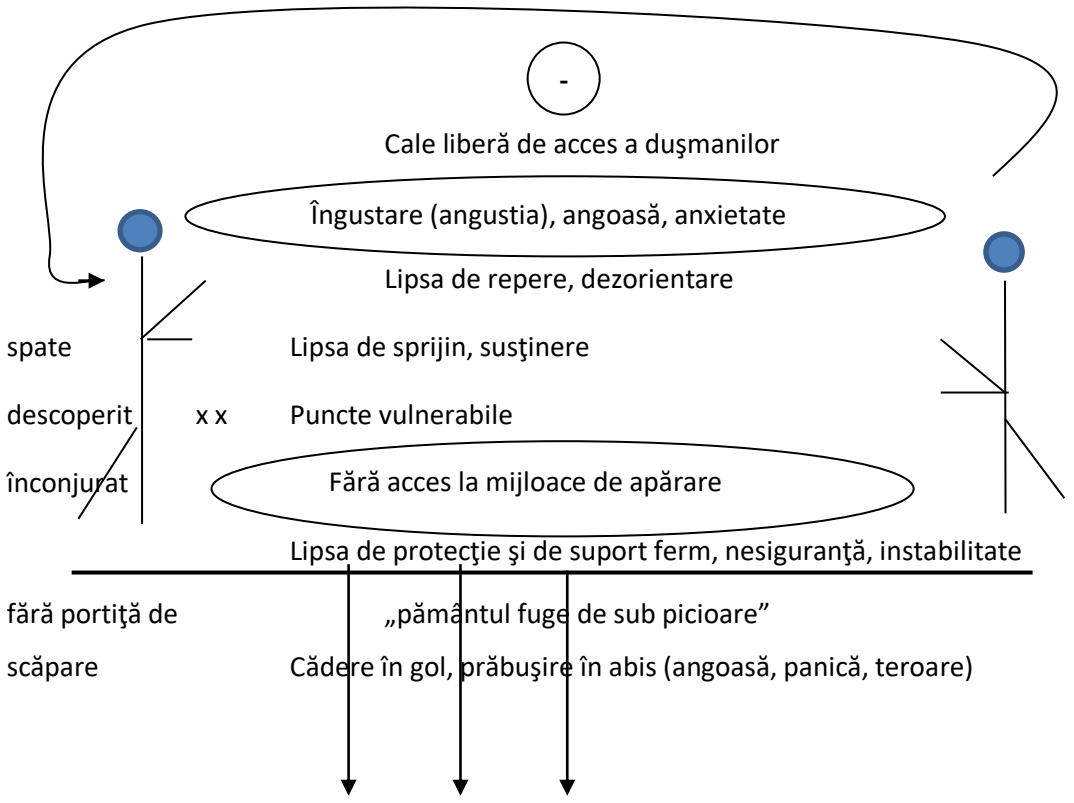 -
Cale liberă de acces a duşmanilor
Îngustare (angustia), angoasă, anxietate
Lipsa de repere, dezorientare
spate Lipsa de sprijin, susţinere
descoperit x x Puncte vulnerabile
înconjurat Fără acces la mijloace de apărare
Lipsa de protecţie şi de suport ferm, nesiguranţă, instabilitate
fără portiţă de „pământul fuge de sub picioare”
scăpare Cădere în gol, prăbuşire în abis (angoasă, panică, teroare)